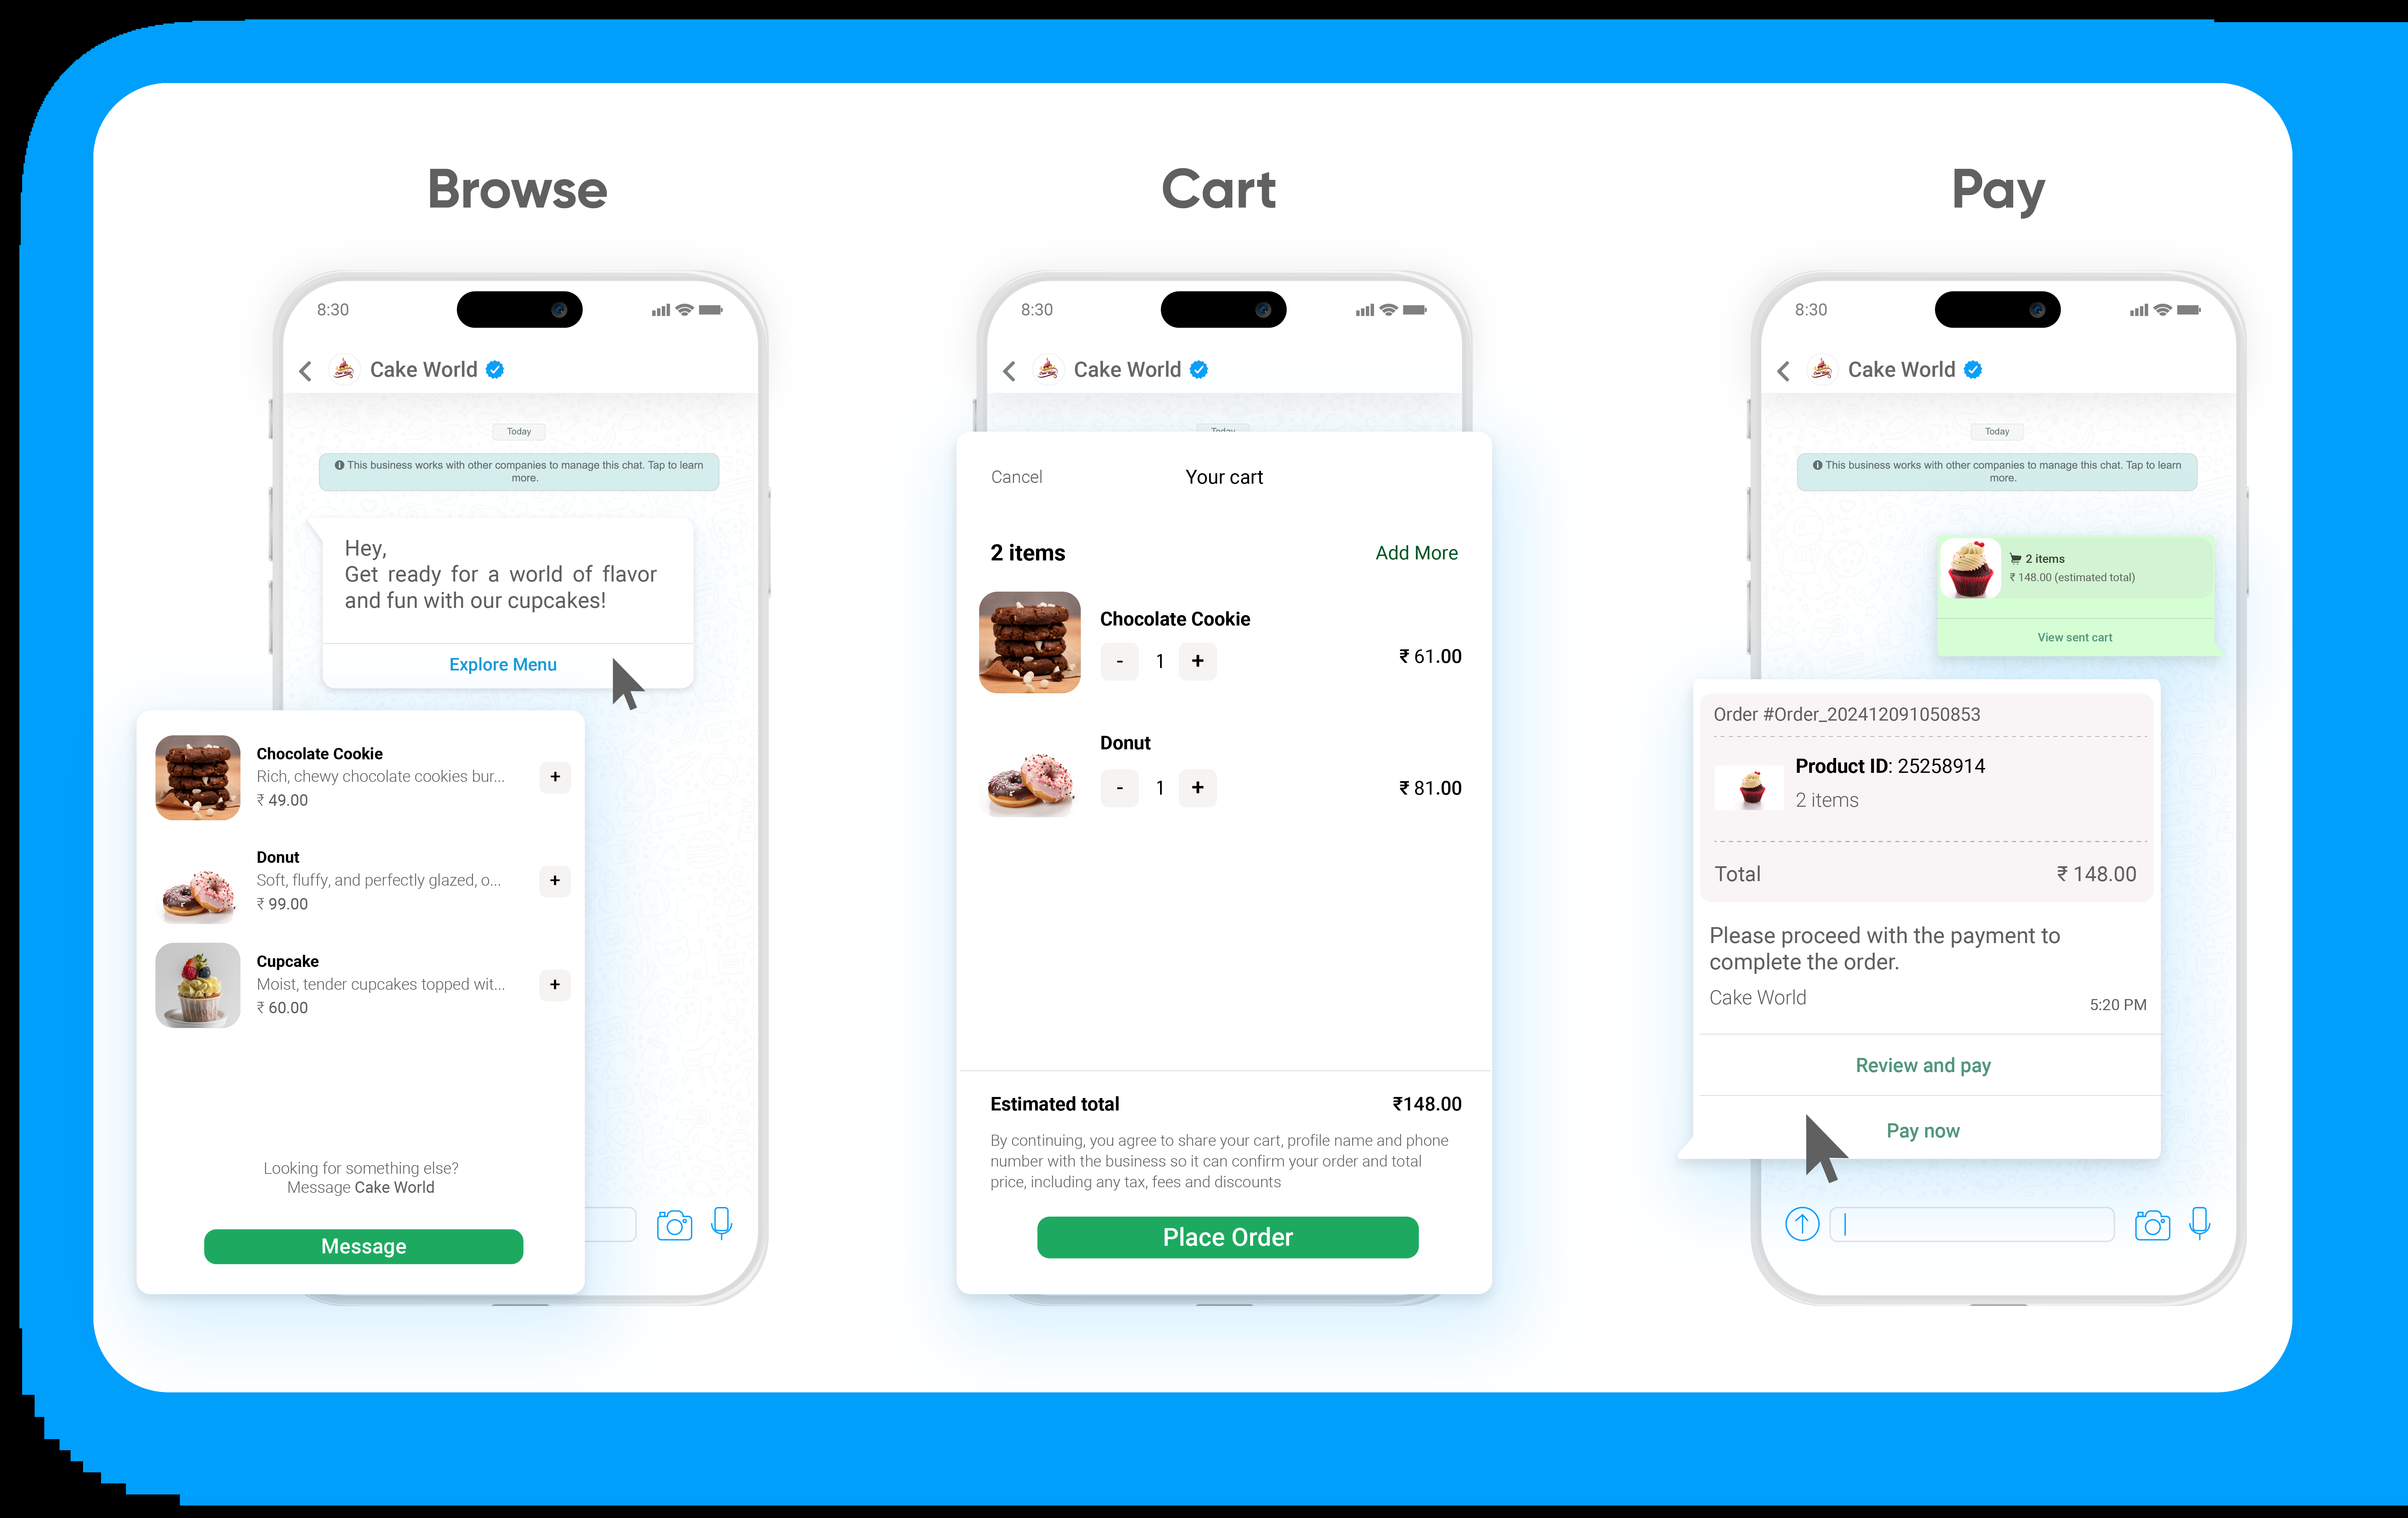 Browse
Cart
Pay
8:30
Cake World
Today
This business works with other companies to manage this chat. Tap to learn
more.
Hey,
Get ready for a world of flavor
and fun with our cupcakes!
Explore Menu
Chocolate Cookie
Rich, chewy chocolate cookies bur...
₹ 49.00
+
Donut
Soft, fluffy, and perfectly glazed, o...
₹ 99.00
+
Cupcake
Moist, tender cupcakes topped wit...
₹ 60.00
+
Looking for something else?
Message Cake World
Message
8:30
Cake World
Today
Cancel
Your cart
2 items
Add More
Chocolate Cookie
- 1 +
₹ 61.00
Donut
- 1 +
₹ 81.00
Estimated total
₹148.00
By continuing, you agree to share your cart, profile name and phone
number with the business so it can confirm your order and total
price, including any tax, fees and discounts
Place Order
8:30
Cake World
Today
This business works with other companies to manage this chat. Tap to learn
more.
2 items
₹ 148.00 (estimated total)
View sent cart
Order #Order_202412091050853
Product ID: 25258914
2 items
Total
₹ 148.00
Please proceed with the payment to
complete the order.
Cake World
5:20 PM
Review and pay
Pay now